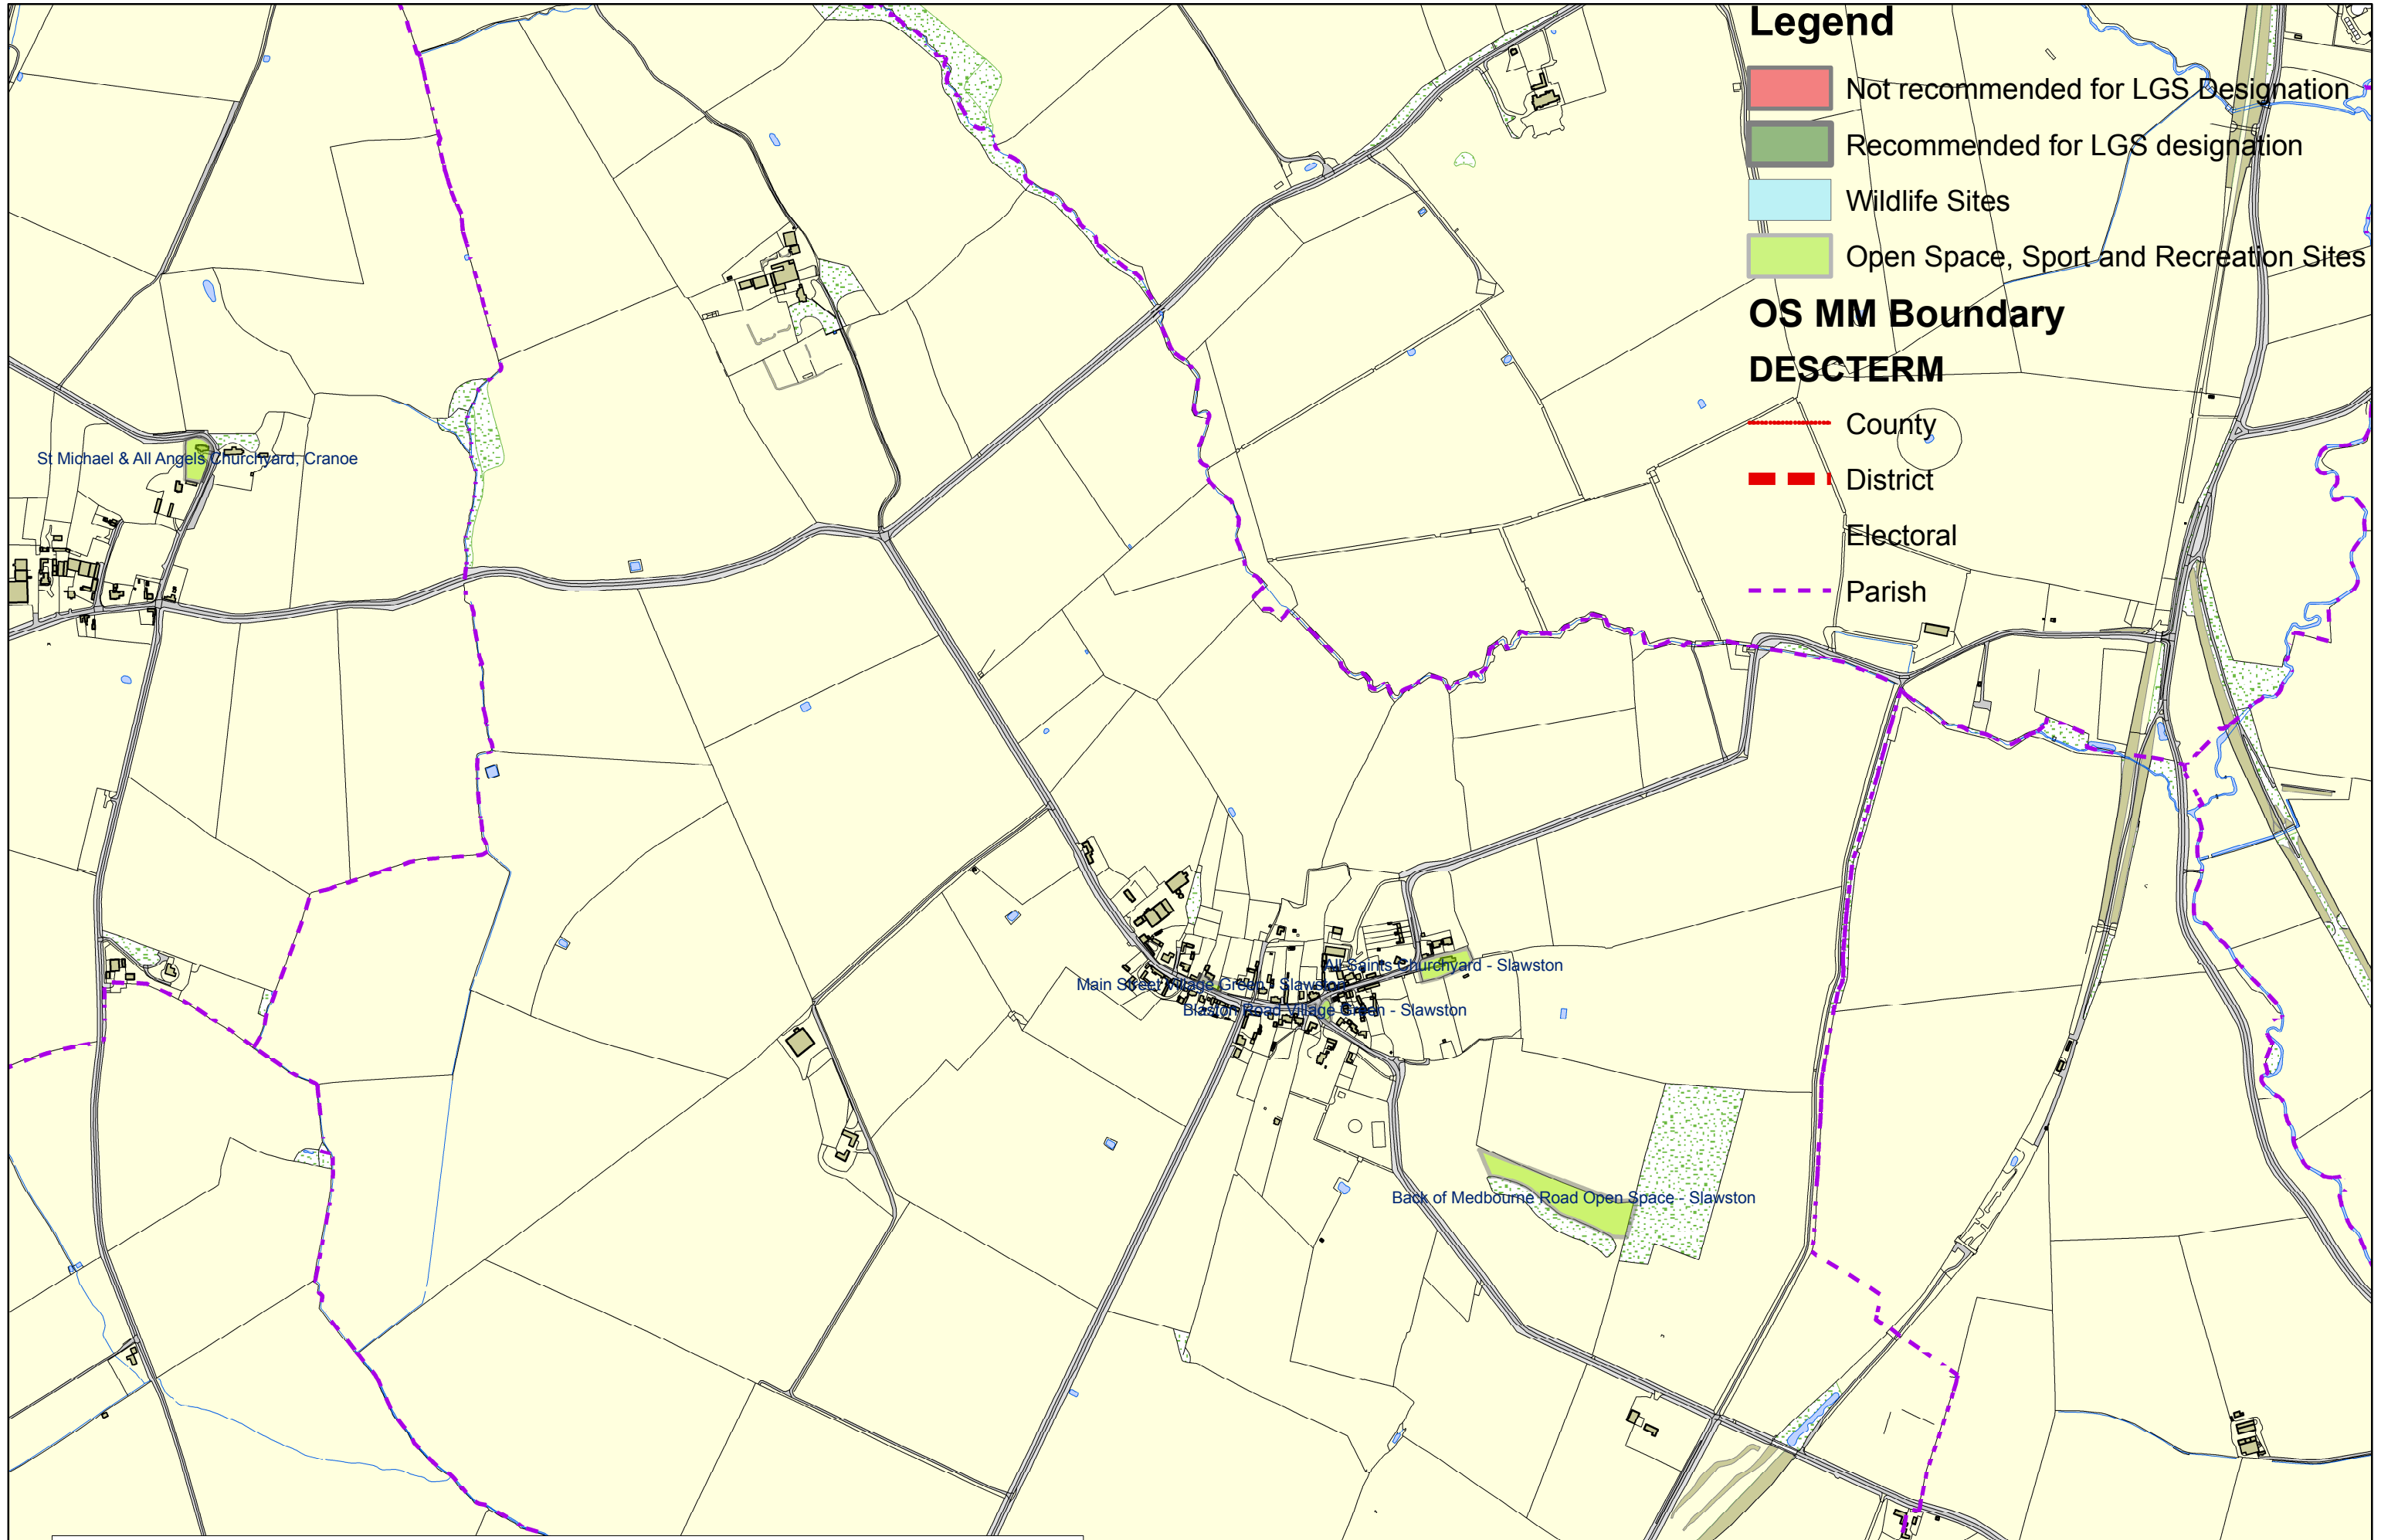 Legend
Not recommended for LGS Designation
Recommended for LGS designation
Wildlife Sites
Open Space, Sport and Recreation Sites
OS MM Boundary
DESCTERM
County
District
Electoral
Parish
St Michael & All Angels Churchyard, Cranoe
All Saints Churchyard - Slawston
Main Street Village Green - Slawston
Blaston Road Village Green - Slawston
Back of Medbourne Road Open Space - Slawston